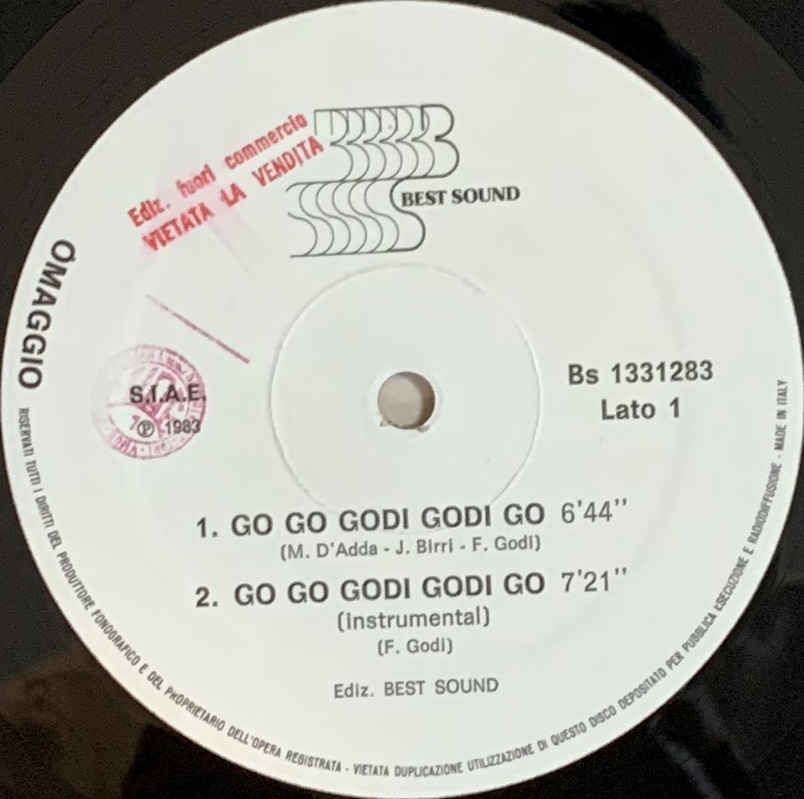 Ediz. fuori commercio
VIETATA LA VENDITA
BEST SOUND
OMAGGIO
S.I.A.E.
℗ 1983
Bs 1331283
Lato 1
1. GO GO GODI GODI GO 6'44''
(M. D'Adda - J. Birri - F. Godi)
2. GO GO GODI GODI GO 7'21''
(instrumental)
(F. Godi)
Ediz. BEST SOUND
RISERVATI TUTTI I DIRITTI DEL PRODUTTORE FONOGRAFICO E DEL PROPRIETARIO DELL'OPERA REGISTRATA - VIETATA DUPLICAZIONE UTILIZZAZIONE DI QUESTO DISCO DEPOSITATO PER PUBBLICA ESECUZIONE E RADIODIFFUSIONE - MADE IN ITALY